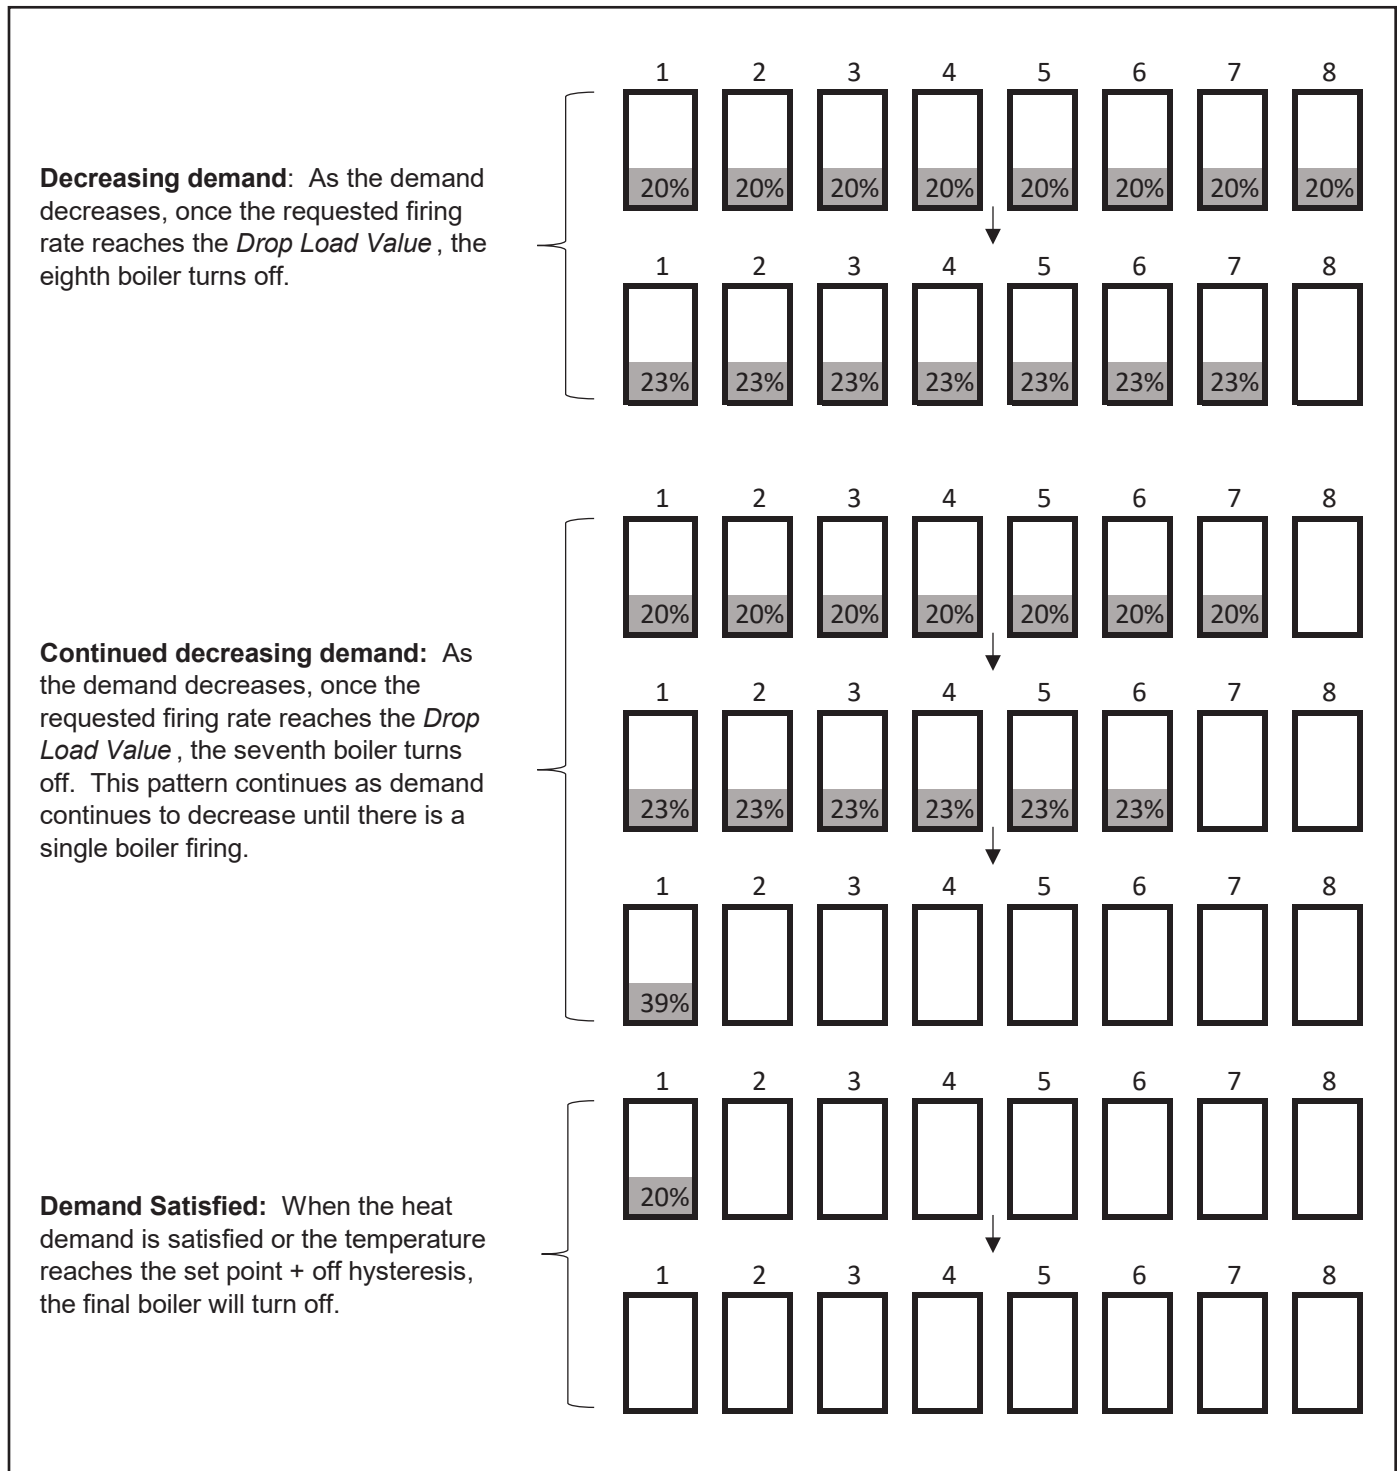 1 2 3 4 5 6 7 8
20% 20% 20% 20% 20% 20% 20% 20%
Decreasing demand: As the demand
decreases, once the requested firing
rate reaches the Drop Load Value , the
eighth boiler turns off.
1 2 3 4 5 6 7 8
23% 23% 23% 23% 23% 23% 23%
1 2 3 4 5 6 7 8
20% 20% 20% 20% 20% 20% 20%
Continued decreasing demand: As
the demand decreases, once the
requested firing rate reaches the Drop
Load Value , the seventh boiler turns
off. This pattern continues as demand
continues to decrease until there is a
single boiler firing.
1 2 3 4 5 6 7 8
23% 23% 23% 23% 23% 23%
1 2 3 4 5 6 7 8
39%
1 2 3 4 5 6 7 8
20%
Demand Satisfied: When the heat
demand is satisfied or the temperature
reaches the set point + off hysteresis,
the final boiler will turn off.
1 2 3 4 5 6 7 8